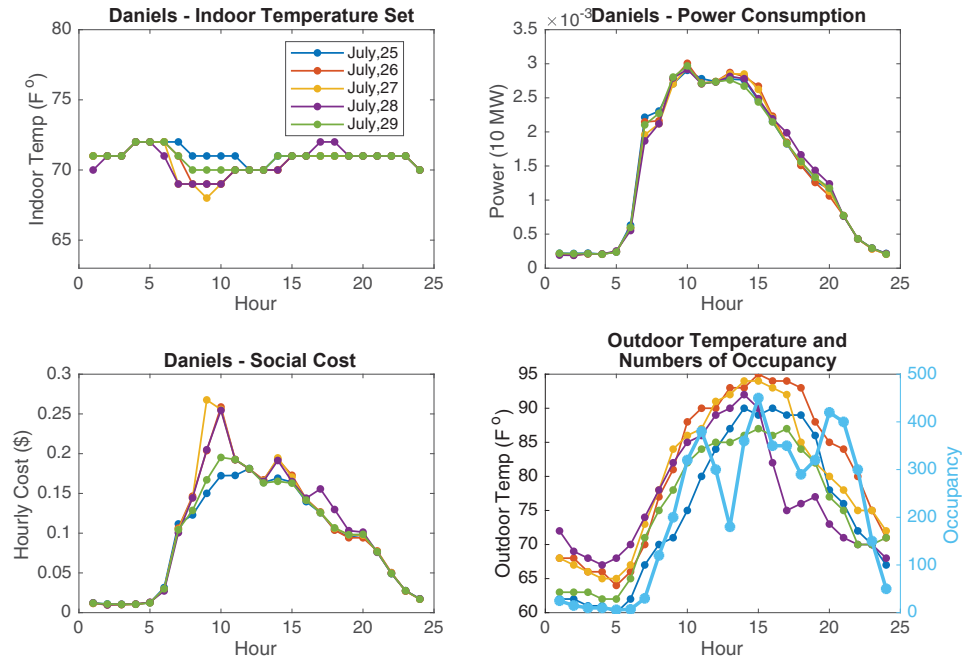 Daniels - Indoor Temperature Set
80
75
70
65
Indoor Temp (F °)
July,25
July,26
July,27
July,28
July,29
0 5 10 15 20 25
Hour
Daniels - Power Consumption
× 10⁻³
3.5
3
2.5
2
1.5
1
0.5
0
Power (10 MW)
0 5 10 15 20 25
Hour
Daniels - Social Cost
0.3
0.25
0.2
0.15
0.1
0.05
0
Hourly Cost ($)
0 5 10 15 20 25
Hour
Outdoor Temperature and
Numbers of Occupancy
95
90
85
80
75
70
65
60
Outdoor Temp (F °)
500
400
300
200
100
0
Occupancy
0 5 10 15 20 25
Hour